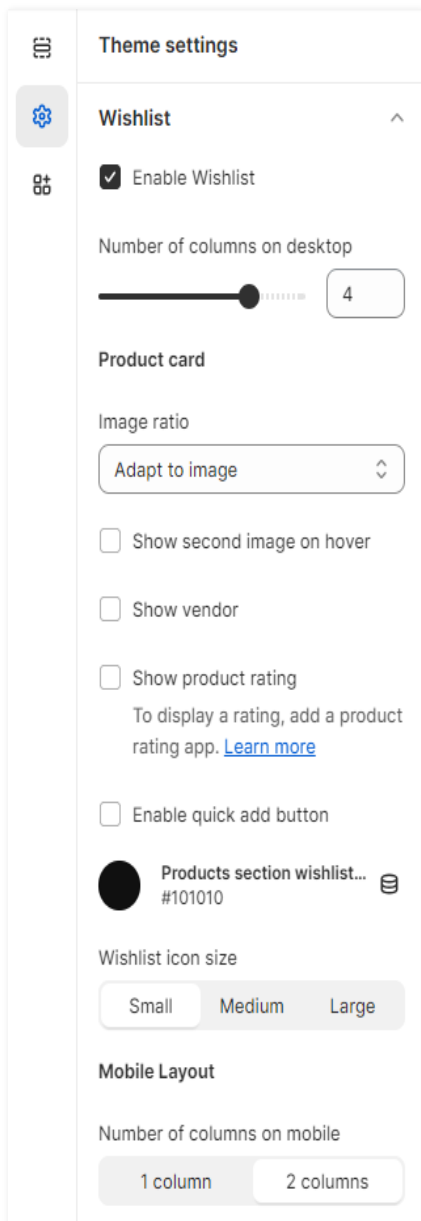 Theme settings
Wishlist
Enable Wishlist
Number of columns on desktop
4
Product card
Image ratio
Adapt to image
Show second image on hover
Show vendor
Show product rating
To display a rating, add a product
rating app. Learn more
Enable quick add button
Products section wishlist...
#101010
Wishlist icon size
Small Medium Large
Mobile Layout
Number of columns on mobile
1 column 2 columns